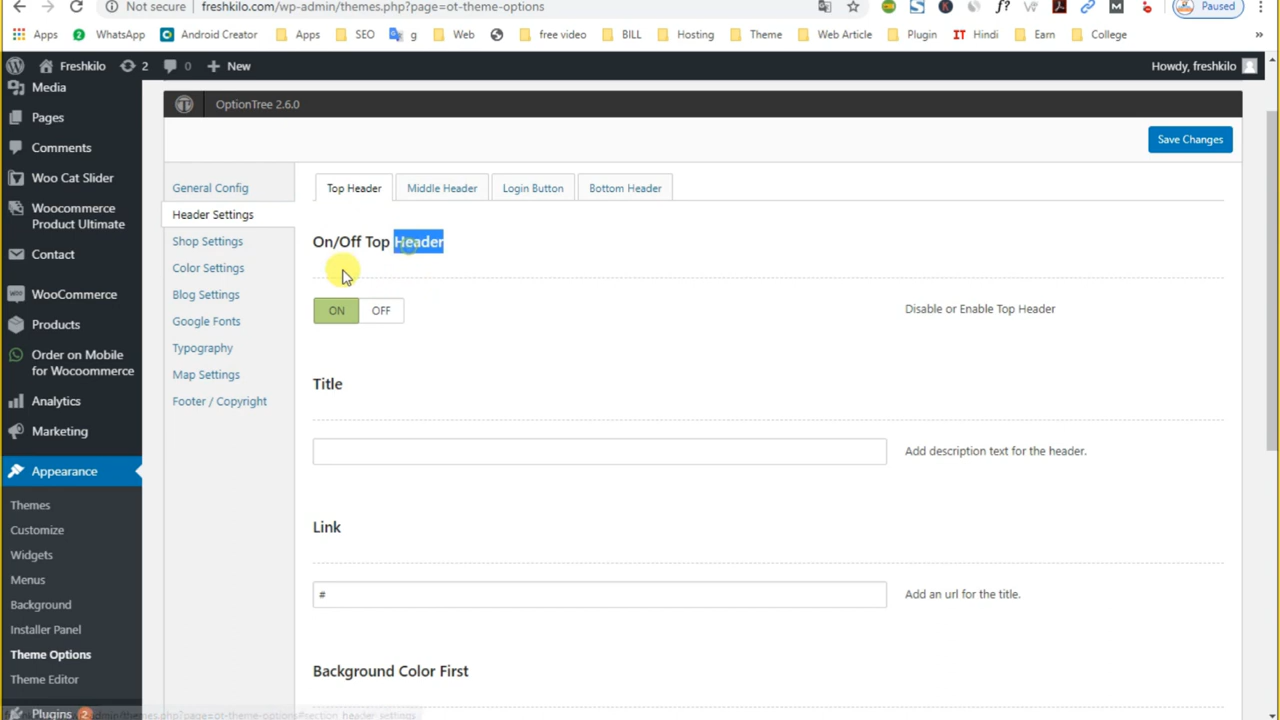 Not secure freshkilo.com/wp-admin/themes.php?page=ot-theme-options Paused
Apps WhatsApp Android Creator Apps SEO g Web free video BILL Hosting Theme Web Article Plugin IT Hindi Earn College »
Freshkilo 2 0 + New Howdy, freshkilo
Media
Pages
Comments
Woo Cat Slider
Woocommerce
Product Ultimate
Contact
WooCommerce
Products
Order on Mobile
for Wocoommerce
Analytics
Marketing
Appearance
Themes
Customize
Widgets
Menus
Background
Installer Panel
Theme Options
Theme Editor
Plugins 2
OptionTree 2.6.0
Save Changes
General Config
Header Settings
Shop Settings
Color Settings
Blog Settings
Google Fonts
Typography
Map Settings
Footer / Copyright
Top Header Middle Header Login Button Bottom Header
On/Off Top Header
ON OFF Disable or Enable Top Header
Title
Add description text for the header.
Link
# Add an url for the title.
Background Color First